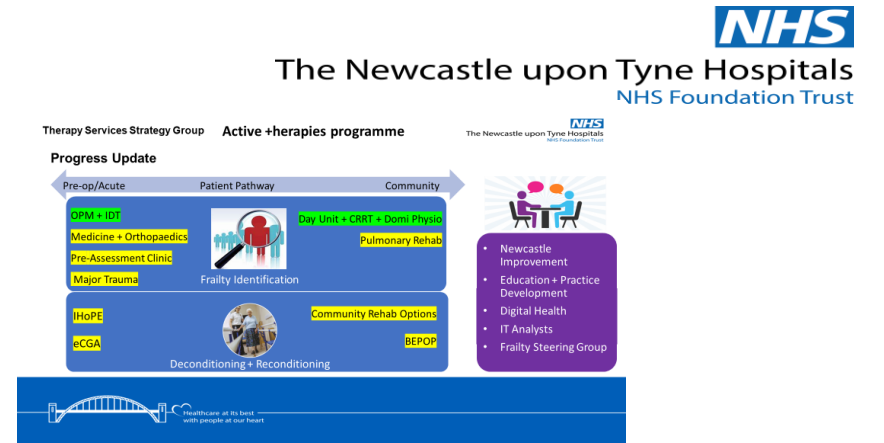 NHS
The Newcastle upon Tyne Hospitals
NHS Foundation Trust
Therapy Services Strategy Group
Active +herapies programme
NHS
The Newcastle upon Tyne Hospitals
NHS Foundation Trust
Progress Update
Pre-op/Acute
Patient Pathway
Community
OPM + IDT
Medicine + Orthopaedics
Pre-Assessment Clinic
Major Trauma
Day Unit + CRRT + Domi Physio
Pulmonary Rehab
Frailty Identification
IHoPE
eCGA
Community Rehab Options
BEPOP
Deconditioning + Reconditioning
• Newcastle
Improvement
• Education + Practice
Development
• Digital Health
• IT Analysts
• Frailty Steering Group
Healthcare at its best
with people at our heart